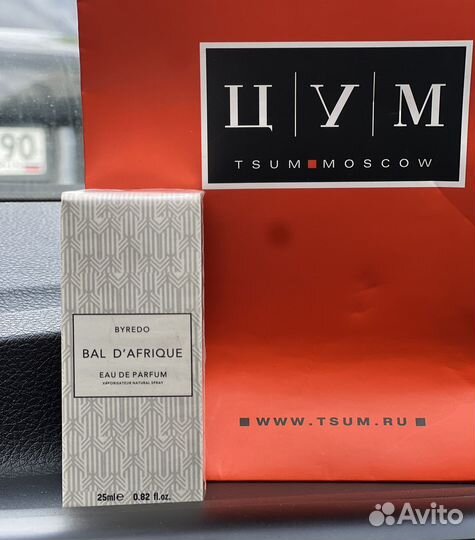 90
Ц|У|М
TSUM■MOSCOW
BYREDO
BAL D'AFRIQUE
EAU DE PARFUM
VAPORISATEUR NATURAL SPRAY
25ml℮ 0.82 fl.oz.
■ WWW.TSUM.RU ■
Avito